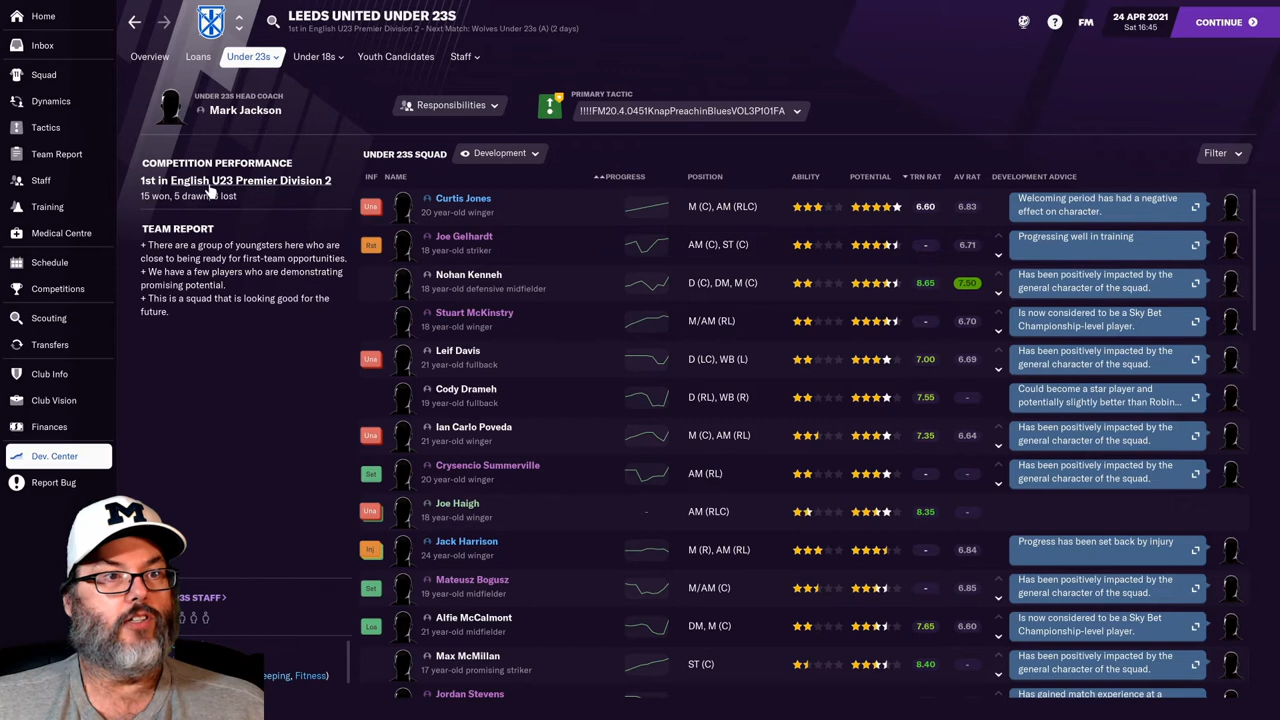 Home
Inbox
Squad
Dynamics
Tactics
Team Report
Staff
Training
Medical Centre
Schedule
Competitions
Scouting
Transfers
Club Info
Club Vision
Finances
Dev. Center
Report Bug
LEEDS UNITED UNDER 23S
1st in English U23 Premier Division 2 - Next Match: Wolves Under 23s (A) (2 days)
FM
24 APR 2021
Sat 16:45
CONTINUE
Overview
Loans
Under 23s
Under 18s
Youth Candidates
Staff
UNDER 23S HEAD COACH
Mark Jackson
Responsibilities
PRIMARY TACTIC
!!!!FM20.4.0451KnapPreachinBluesVOL3P101FA
COMPETITION PERFORMANCE
1st in English U23 Premier Division 2
15 won, 5 drawn, lost
TEAM REPORT
+ There are a group of youngsters here who are
close to being ready for first-team opportunities.
+ We have a few players who are demonstrating
promising potential.
+ This is a squad that is looking good for the
future.
3S STAFF
eeping, Fitness)
UNDER 23S SQUAD
Development
Filter
INF NAME PROGRESS POSITION ABILITY POTENTIAL TRN RAT AV RAT DEVELOPMENT ADVICE
Una Curtis Jones
20 year-old winger
M (C), AM (RLC) 6.60 6.83
Welcoming period has had a negative
effect on character.
Rst Joe Gelhardt
18 year-old striker
AM (C), ST (C) - 6.71
Progressing well in training
Nohan Kenneh
18 year-old defensive midfielder
D (C), DM, M (C) 8.65 7.50
Has been positively impacted by the
general character of the squad.
Stuart McKinstry
18 year-old winger
M/AM (RL) - 6.70
Is now considered to be a Sky Bet
Championship-level player.
Una Leif Davis
21 year-old fullback
D (LC), WB (L) 7.00 6.69
Has been positively impacted by the
general character of the squad.
Cody Drameh
19 year-old fullback
D (RL), WB (R) 7.55 -
Could become a star player and
potentially slightly better than Robin...
Una Ian Carlo Poveda
21 year-old winger
M (C), AM (RL) 7.35 6.64
Has been positively impacted by the
general character of the squad.
Set Crysencio Summerville
20 year-old winger
AM (RL) - -
Has been positively impacted by the
general character of the squad.
Una Joe Haigh
18 year-old winger
- AM (RLC) 8.35 -
Inj Jack Harrison
24 year-old winger
M (R), AM (RL) - 6.84
Progress has been set back by injury
Set Mateusz Bogusz
19 year-old midfielder
M/AM (C) - 6.85
Has been positively impacted by the
general character of the squad.
Loa Alfie McCalmont
21 year-old midfielder
DM, M (C) 7.65 6.60
Is now considered to be a Sky Bet
Championship-level player.
Max McMillan
17 year-old promising striker
ST (C) 8.40 -
Has been positively impacted by the
general character of the squad.
Jordan Stevens
Has gained match experience at a
M